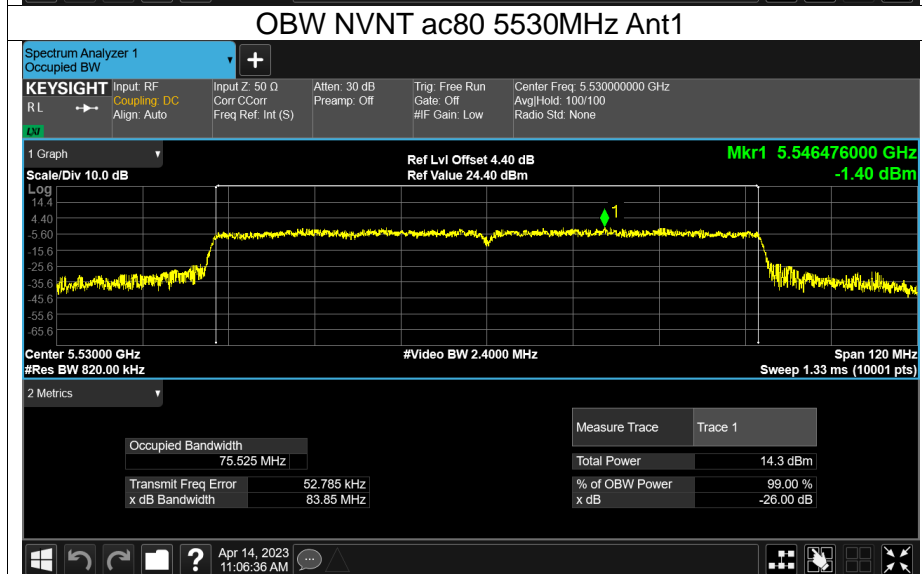 OBW NVNT ac80 5530MHz Ant1
Spectrum Analyzer 1
Occupied BW
KEYSIGHT
R L
LXI
Input: RF
Coupling: DC
Align: Auto
Input Z: 50 Ω
Corr CCorr
Freq Ref: Int (S)
Atten: 30 dB
Preamp: Off
Trig: Free Run
Gate: Off
#IF Gain: Low
Center Freq: 5.530000000 GHz
Avg|Hold: 100/100
Radio Std: None
1 Graph
Scale/Div 10.0 dB
Ref Lvl Offset 4.40 dB
Ref Value 24.40 dBm
Mkr1 5.546476000 GHz
-1.40 dBm
Log
14.4
4.40
-5.60
-15.6
-25.6
-35.6
-45.6
-55.6
-65.6
1
Center 5.53000 GHz
#Res BW 820.00 kHz
#Video BW 2.4000 MHz
Span 120 MHz
Sweep 1.33 ms (10001 pts)
2 Metrics
Occupied Bandwidth
75.525 MHz
Transmit Freq Error 52.785 kHz
x dB Bandwidth 83.85 MHz
Measure Trace Trace 1
Total Power 14.3 dBm
% of OBW Power 99.00 %
x dB -26.00 dB
?
Apr 14, 2023
11:06:36 AM